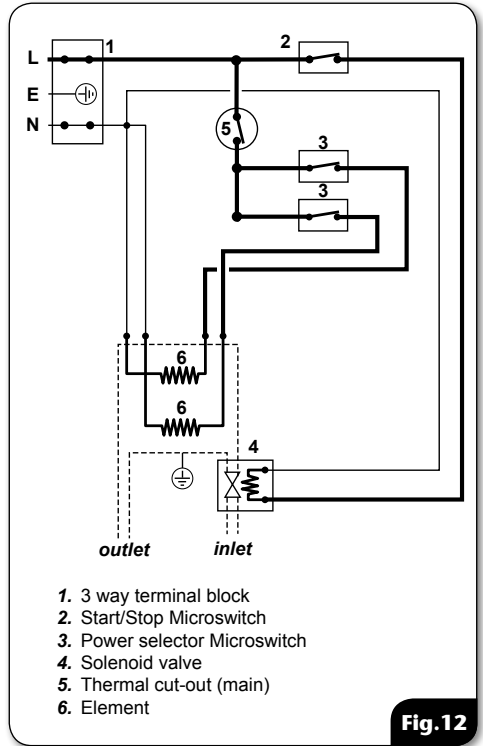 1
2
L
E
N
5
3
3
6
6
4
outlet inlet
1. 3 way terminal block
2. Start/Stop Microswitch
3. Power selector Microswitch
4. Solenoid valve
5. Thermal cut-out (main)
6. Element
Fig.12